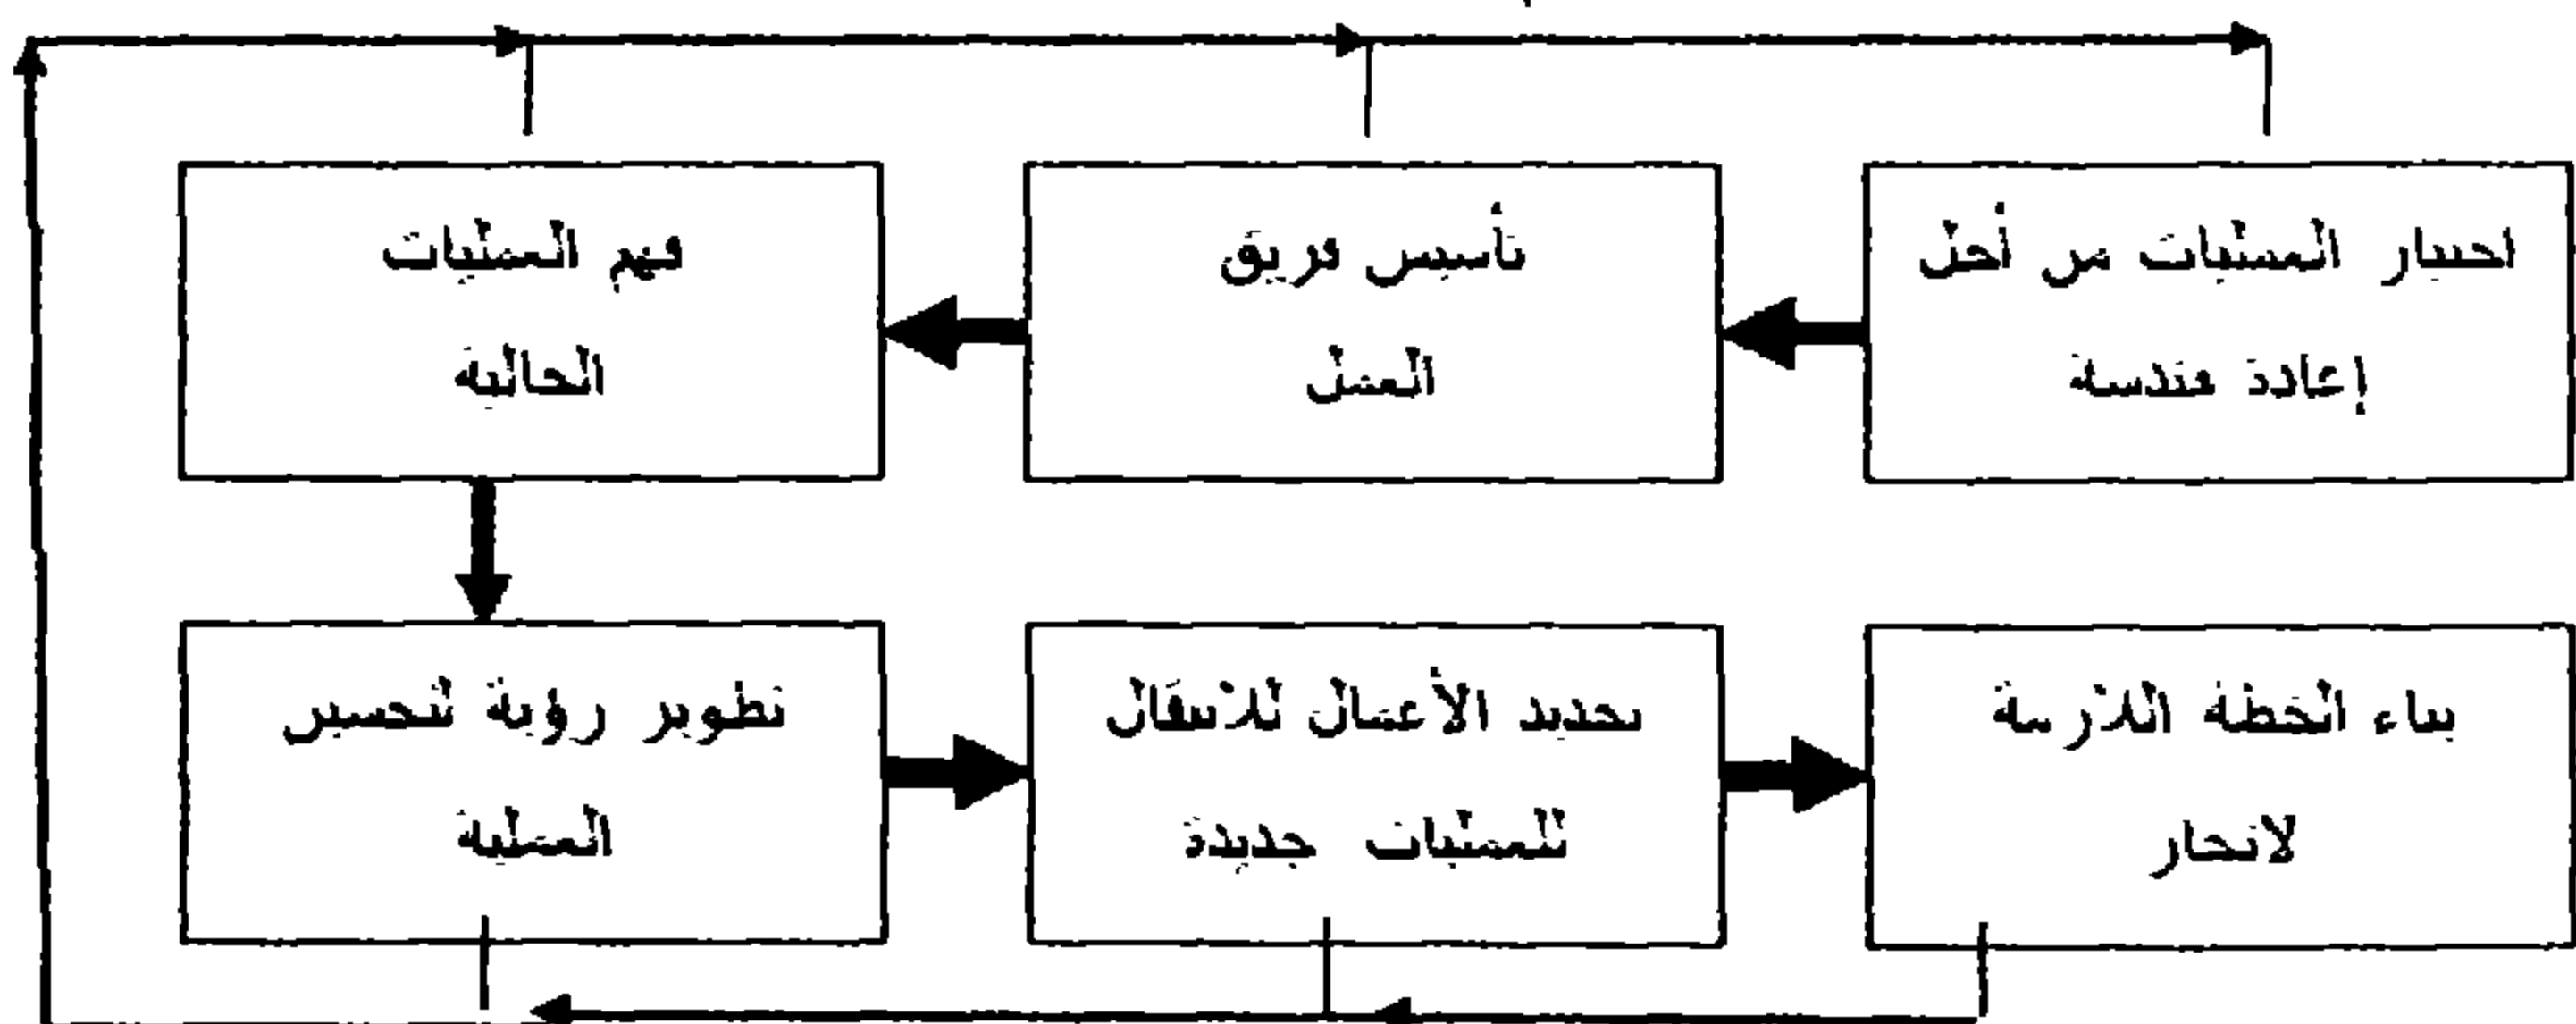 اختيار العمليات من أجل
إعادة هندسة
تأسيس فريق
العمل
فهم العمليات
الحالية
تطوير رؤية لتحسين
العملية
تحديد الأعمال للانتقال
للعمليات جديدة
بناء الخطة اللازمة
لانجاز